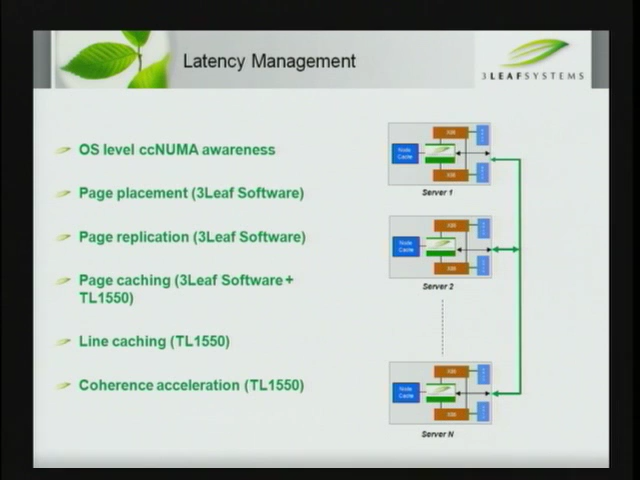 Latency Management
3LEAFSYSTEMS
OS level ccNUMA awareness
Page placement (3Leaf Software)
Page replication (3Leaf Software)
Page caching (3Leaf Software +
TL1550)
Line caching (TL1550)
Coherence acceleration (TL1550)
X86
Node
Cache
X86
Server 1
X86
Node
Cache
X86
Server 2
X86
Node
Cache
X86
Server N